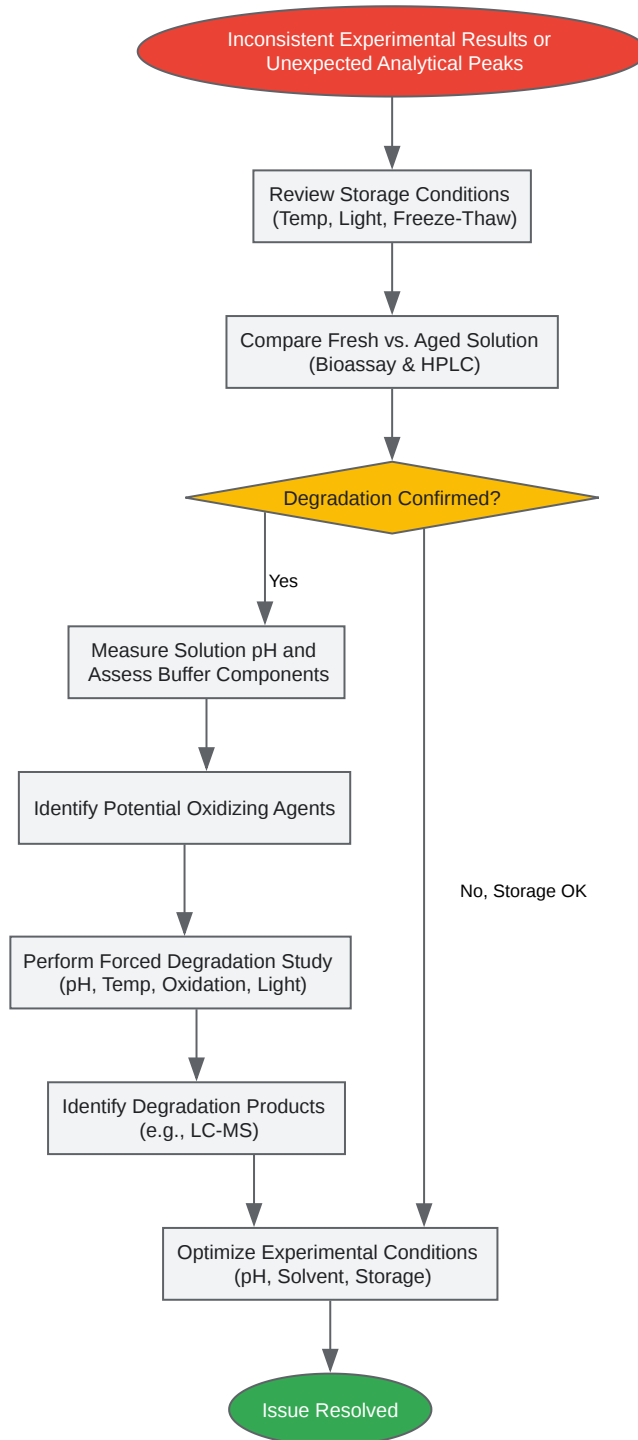 Inconsistent Experimental Results or
Unexpected Analytical Peaks
Review Storage Conditions
(Temp, Light, Freeze-Thaw)
Compare Fresh vs. Aged Solution
(Bioassay & HPLC)
Degradation Confirmed?
Yes
Measure Solution pH and
Assess Buffer Components
Identify Potential Oxidizing Agents
No, Storage OK
Perform Forced Degradation Study
(pH, Temp, Oxidation, Light)
Identify Degradation Products
(e.g., LC-MS)
Optimize Experimental Conditions
(pH, Solvent, Storage)
Issue Resolved